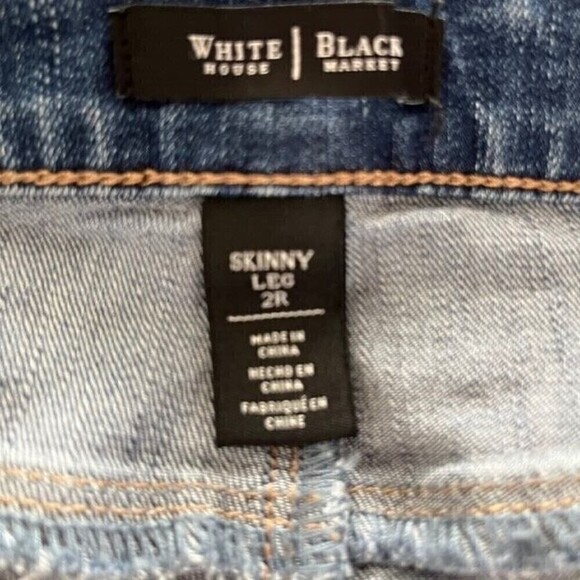 WHITE | BLACK
HOUSE MARKET
SKINNY
LEG
2R
MADE IN
CHINA
HECHO EN
CHINA
FABRIQUÉ EN
CHINE